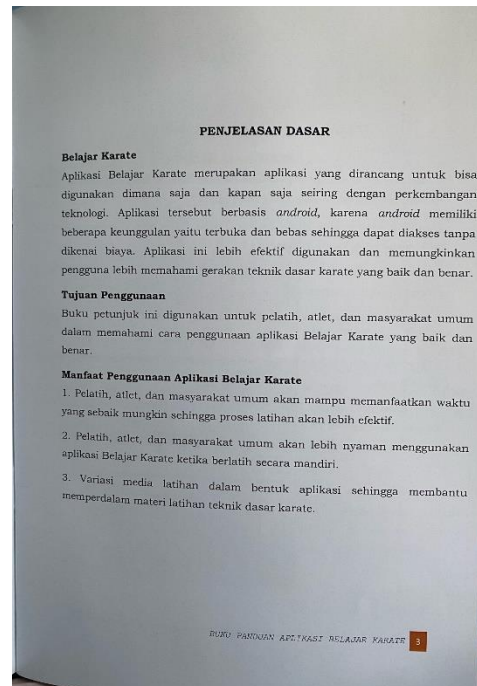 PENJELASAN DASAR
Belajar Karate
Aplikasi Belajar Karate merupakan aplikasi yang dirancang untuk bisa
digunakan dimana saja dan kapan saja seiring dengan perkembangan
teknologi. Aplikasi tersebut berbasis android, karena android memiliki
beberapa keunggulan yaitu terbuka dan bebas sehingga dapat diakses tanpa
dikenai biaya. Aplikasi ini lebih efektif digunakan dan memungkinkan
pengguna lebih memahami gerakan teknik dasar karate yang baik dan benar.
Tujuan Penggunaan
Buku petunjuk ini digunakan untuk pelatih, atlet, dan masyarakat umum
dalam memahami cara penggunaan aplikasi Belajar Karate yang baik dan
benar.
Manfaat Penggunaan Aplikasi Belajar Karate
1. Pelatih, atlet, dan masyarakat umum akan mampu memanfaatkan waktu
yang sebaik mungkin sehingga proses latihan akan lebih efektif.
2. Pelatih, atlet, dan masyarakat umum akan lebih nyaman menggunakan
aplikasi Belajar Karate ketika berlatih secara mandiri.
3. Variasi media latihan dalam bentuk aplikasi sehingga membantu
memperdalam materi latihan teknik dasar karate.
BUKU PANDUAN APLIKASI BELAJAR KARATE 3